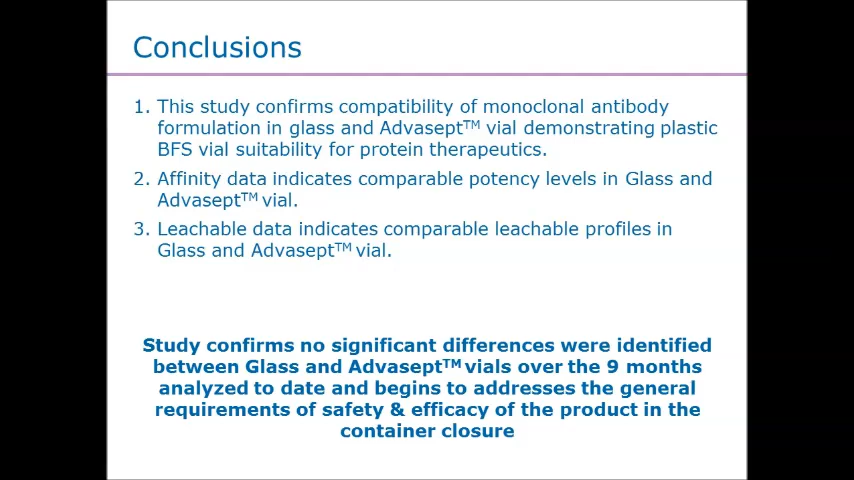 Conclusions
1. This study confirms compatibility of monoclonal antibody
formulation in glass and Advasept™ vial demonstrating plastic
BFS vial suitability for protein therapeutics.
2. Affinity data indicates comparable potency levels in Glass and
Advasept™ vial.
3. Leachable data indicates comparable leachable profiles in
Glass and Advasept™ vial.
Study confirms no significant differences were identified
between Glass and Advasept™ vials over the 9 months
analyzed to date and begins to addresses the general
requirements of safety & efficacy of the product in the
container closure